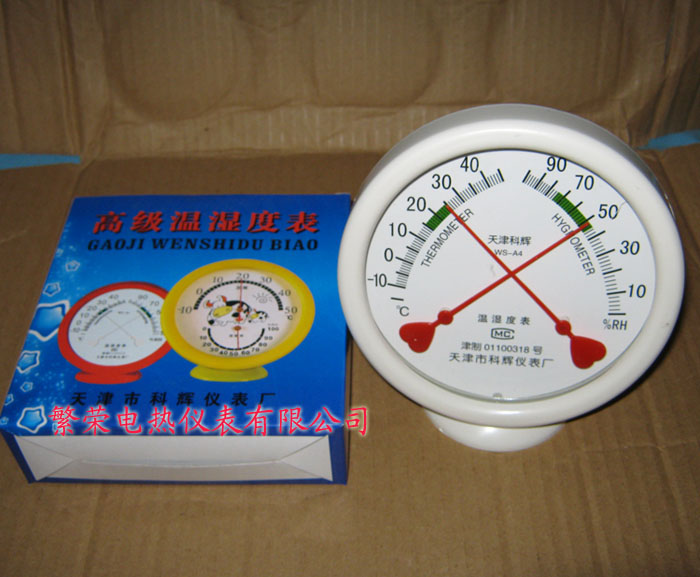 高级温湿度表
GAOJI WENSHIDU BIAO
天津市科辉仪表厂
繁荣电热仪表有限公司
-10 0 10 20 30 40
90 70 50 30 10
THERMOMETER
HYGROMETER
℃
%RH
天津科辉
WS-A4
温湿度表
MC
津制 01100318 号
天津市科辉仪表厂